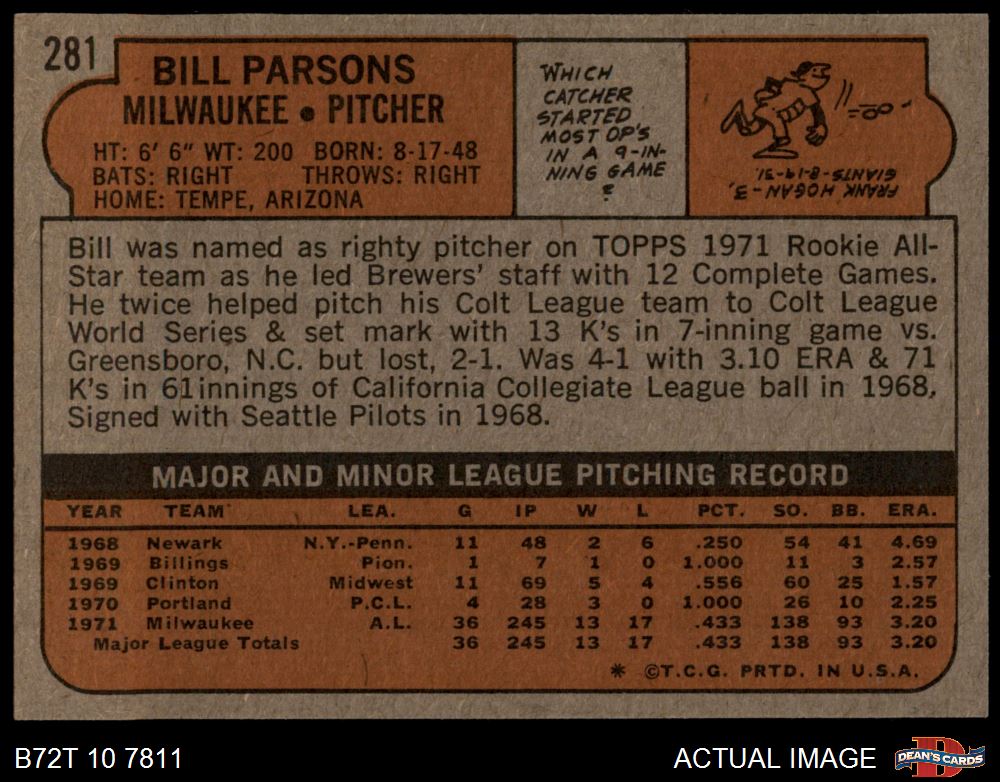 281
BILL PARSONS
MILWAUKEE • PITCHER
HT: 6' 6" WT: 200 BORN: 8-17-48
BATS: RIGHT THROWS: RIGHT
HOME: TEMPE, ARIZONA
WHICH
CATCHER
STARTED
MOST DP'S
IN A 9-IN-
NING GAME
?
FRANK HOGAN-3,
GIANTS-8-19-31.
Bill was named as righty pitcher on TOPPS 1971 Rookie All-
Star team as he led Brewers' staff with 12 Complete Games.
He twice helped pitch his Colt League team to Colt League
World Series & set mark with 13 K's in 7-inning game vs.
Greensboro, N.C. but lost, 2-1. Was 4-1 with 3.10 ERA & 71
K's in 61 innings of California Collegiate League ball in 1968,
Signed with Seattle Pilots in 1968.
MAJOR AND MINOR LEAGUE PITCHING RECORD
YEAR TEAM LEA. G IP W L PCT. SO. BB. ERA.
1968 Newark N.Y.-Penn. 11 48 2 6 .250 54 41 4.69
1969 Billings Pion. 1 7 1 0 1.000 11 3 2.57
1969 Clinton Midwest 11 69 5 4 .556 60 25 1.57
1970 Portland P.C.L. 4 28 3 0 1.000 26 10 2.25
1971 Milwaukee A.L. 36 245 13 17 .433 138 93 3.20
Major League Totals 36 245 13 17 .433 138 93 3.20
* ©T.C.G. PRTD. IN U.S.A.
B72T 10 7811
ACTUAL IMAGE
D
DEAN'S CARDS